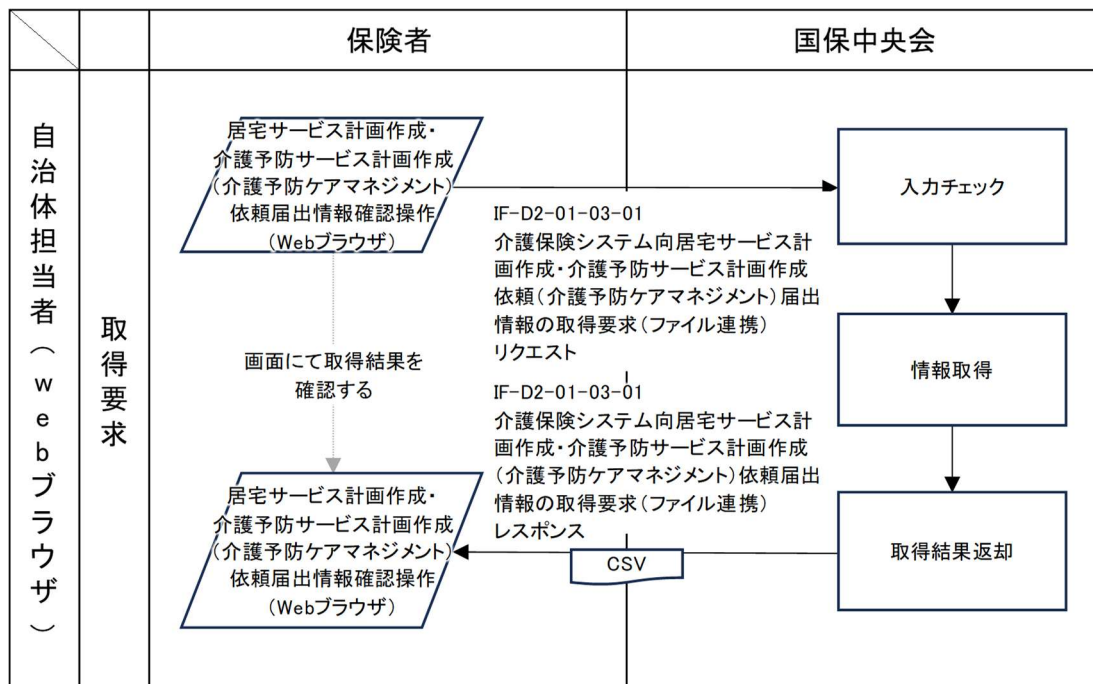 保険者
国保中央会
自治体担当者（webブラウザ）
取得要求
居宅サービス計画作成・
介護予防サービス計画作成
（介護予防ケアマネジメント）
依頼届出情報確認操作
（Webブラウザ）
入力チェック
IF-D2-01-03-01
介護保険システム向居宅サービス計
画作成・介護予防サービス計画作成
依頼（介護予防ケアマネジメント）届出
情報の取得要求（ファイル連携）
リクエスト
画面にて取得結果を
確認する
情報取得
IF-D2-01-03-01
介護保険システム向居宅サービス計
画作成・介護予防サービス計画作成
（介護予防ケアマネジメント）依頼届出
情報の取得要求（ファイル連携）
レスポンス
居宅サービス計画作成・
介護予防サービス計画作成
（介護予防ケアマネジメント）
依頼届出情報確認操作
（Webブラウザ）
CSV
取得結果返却